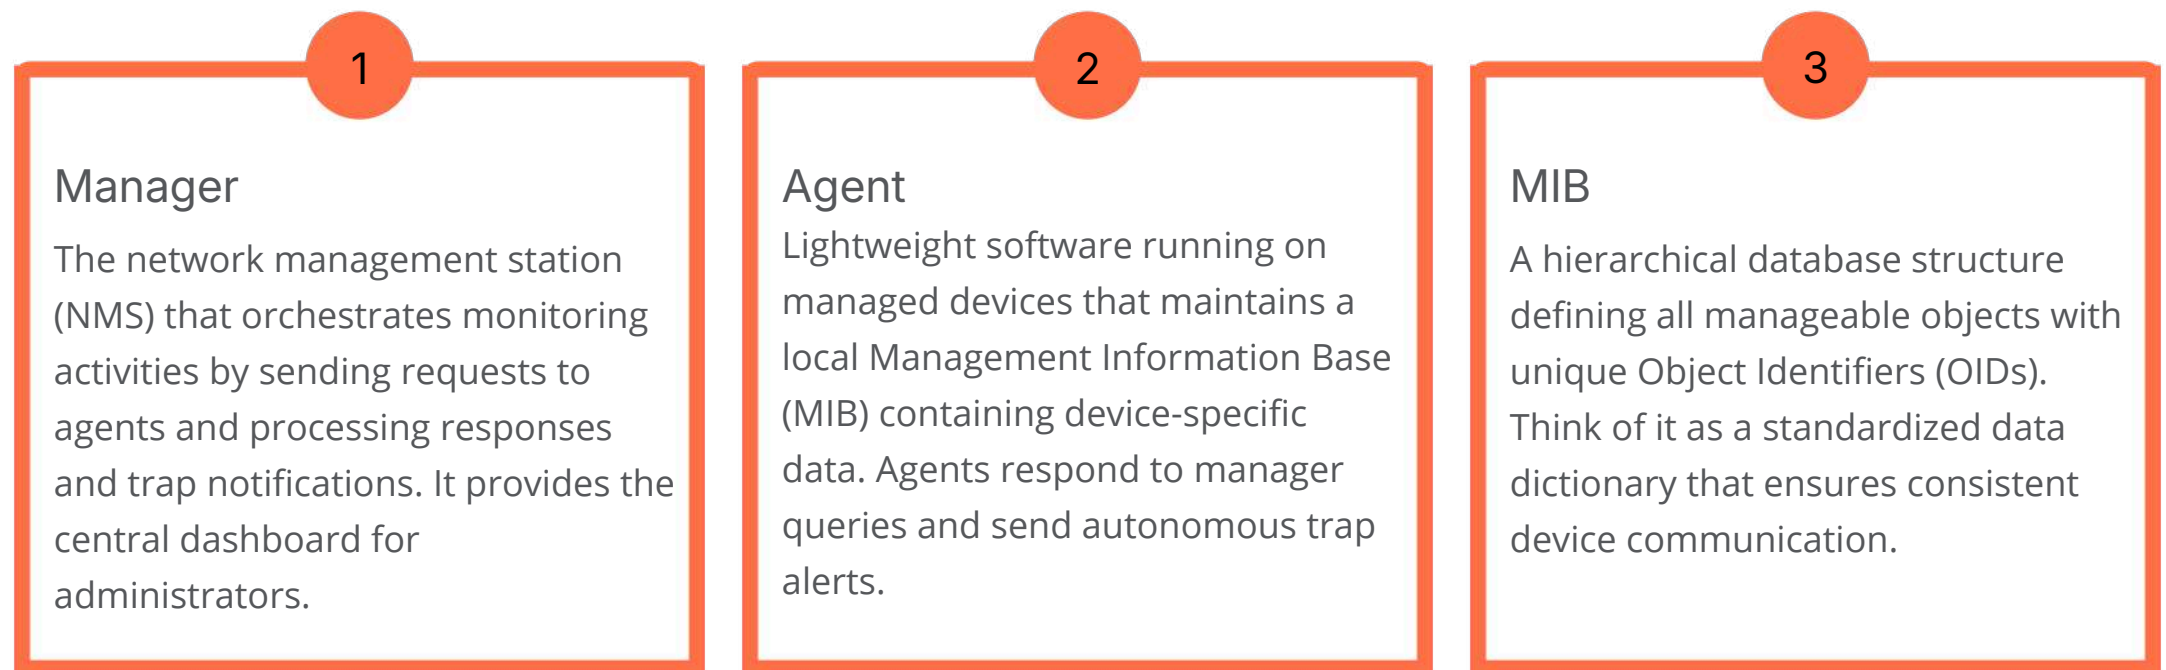 1
Manager
The network management station
(NMS) that orchestrates monitoring
activities by sending requests to
agents and processing responses
and trap notifications. It provides the
central dashboard for
administrators.
2
Agent
Lightweight software running on
managed devices that maintains a
local Management Information Base
(MIB) containing device-specific
data. Agents respond to manager
queries and send autonomous trap
alerts.
3
MIB
A hierarchical database structure
defining all manageable objects with
unique Object Identifiers (OIDs).
Think of it as a standardized data
dictionary that ensures consistent
device communication.